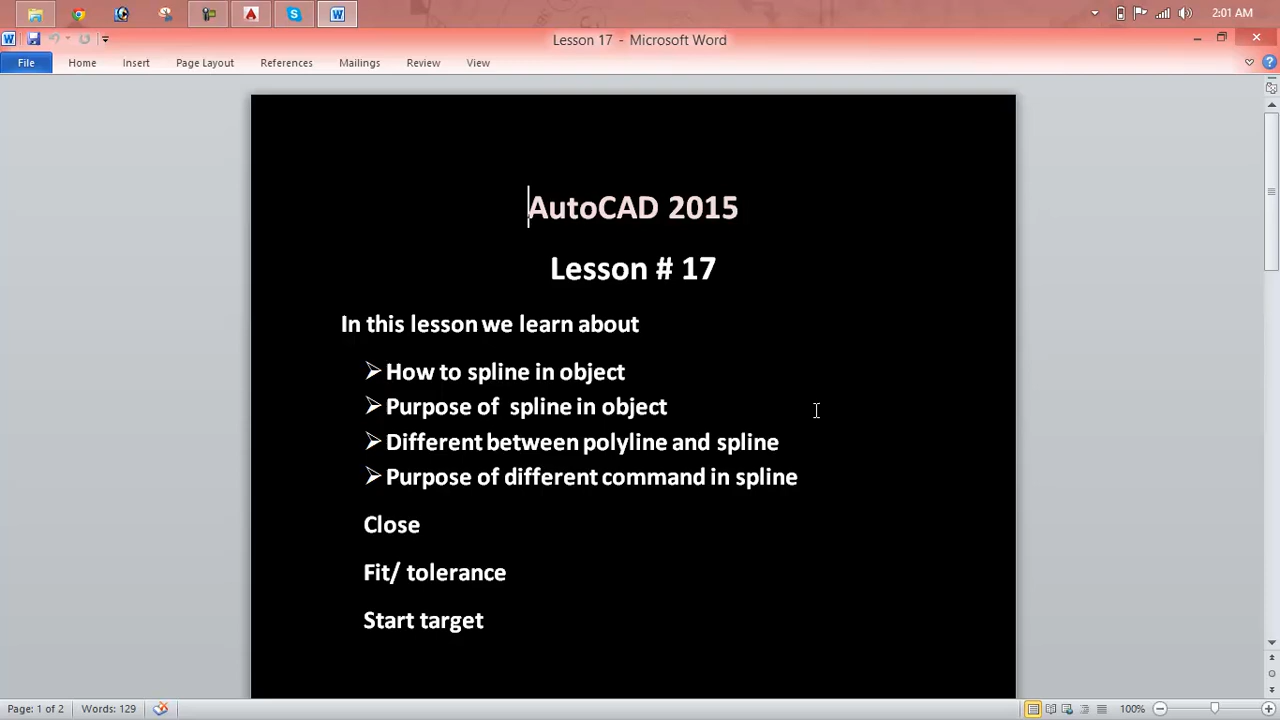 2:01 AM
Lesson 17 - Microsoft Word
File Home Insert Page Layout References Mailings Review View
AutoCAD 2015
Lesson # 17
In this lesson we learn about
How to spline in object
Purpose of spline in object
Different between polyline and spline
Purpose of different command in spline
Close
Fit/ tolerance
Start target
Page: 1 of 2 Words: 129 100%